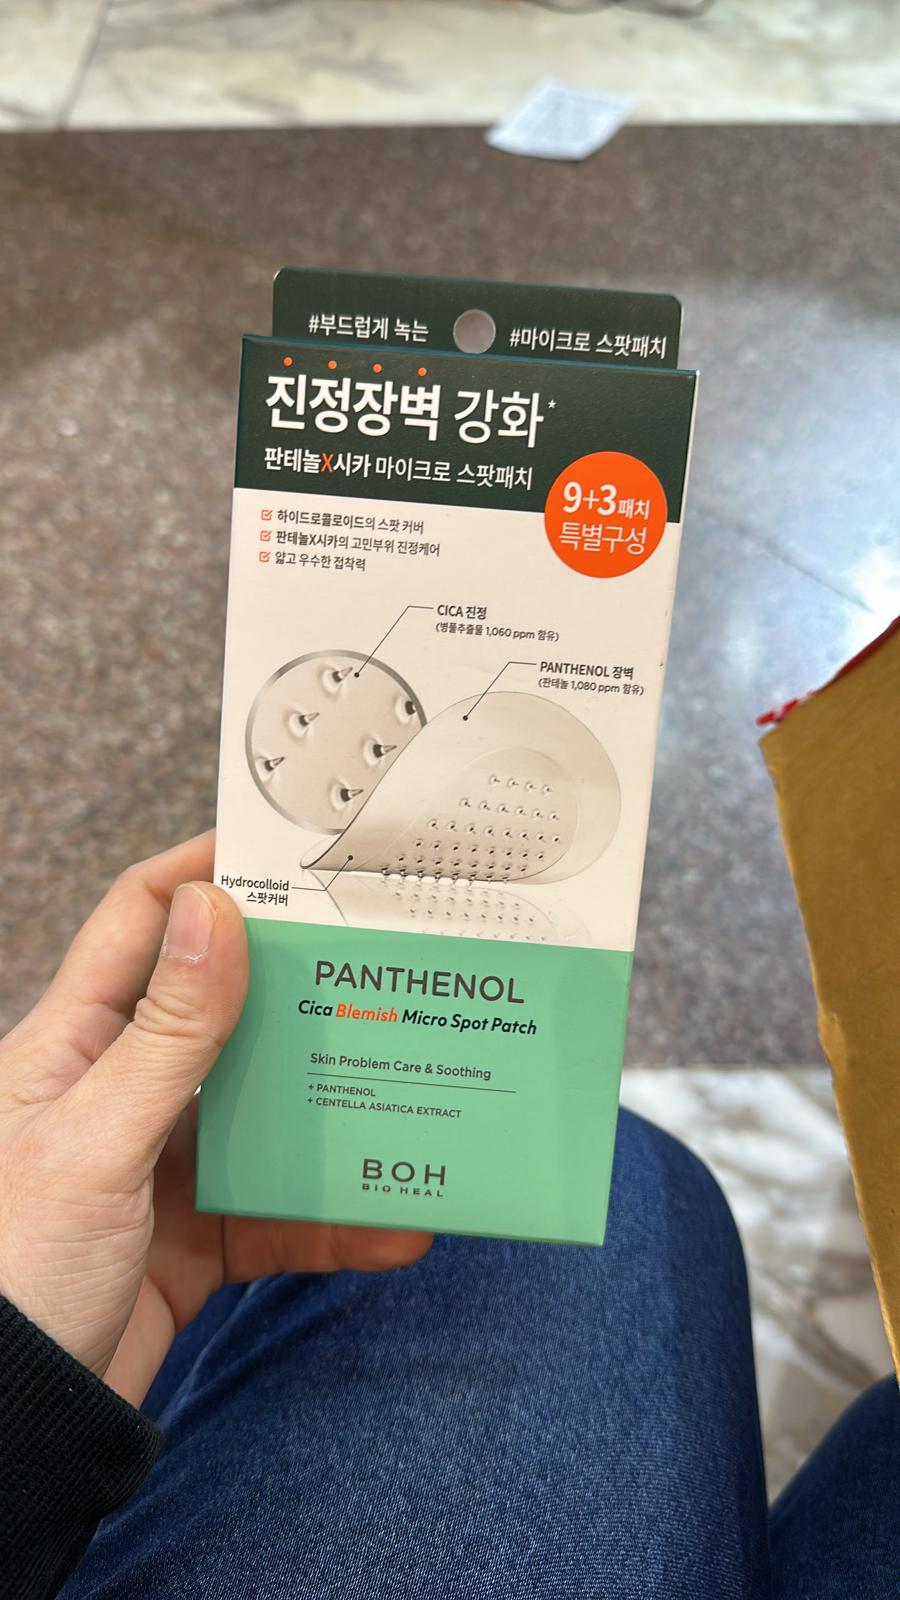 #부드럽게 녹는
#마이크로 스팟패치
진정장벽 강화*
판테놀X시카 마이크로 스팟패치
9+3패치
특별구성
하이드로콜로이드의 스팟 커버
판테놀X시카의 고민부위 진정케어
얇고 우수한 접착력
CICA 진정
(병풀추출물 1,060 ppm 함유)
PANTHENOL 장벽
(판테놀 1,080 ppm 함유)
Hydrocolloid
스팟커버
PANTHENOL
Cica Blemish Micro Spot Patch
Skin Problem Care & Soothing
+ PANTHENOL
+ CENTELLA ASIATICA EXTRACT
BOH
BIO HEAL